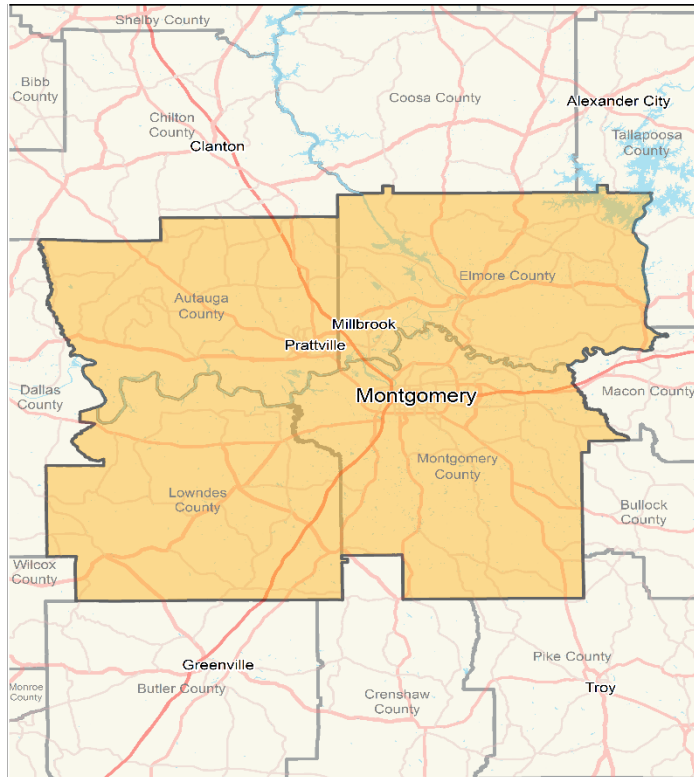 Shelby County
Bibb
County
Coosa County
Alexander City
Chilton
County
Clanton
Tallapoosa
County
Elmore County
Autauga
County
Millbrook
Prattville
Dallas
County
Montgomery
Macon County
Montgomery
County
Lowndes
County
Bullock
County
Wilcox
County
Greenville
Pike County
Monroe
County
Butler County
Troy
Crenshaw
County